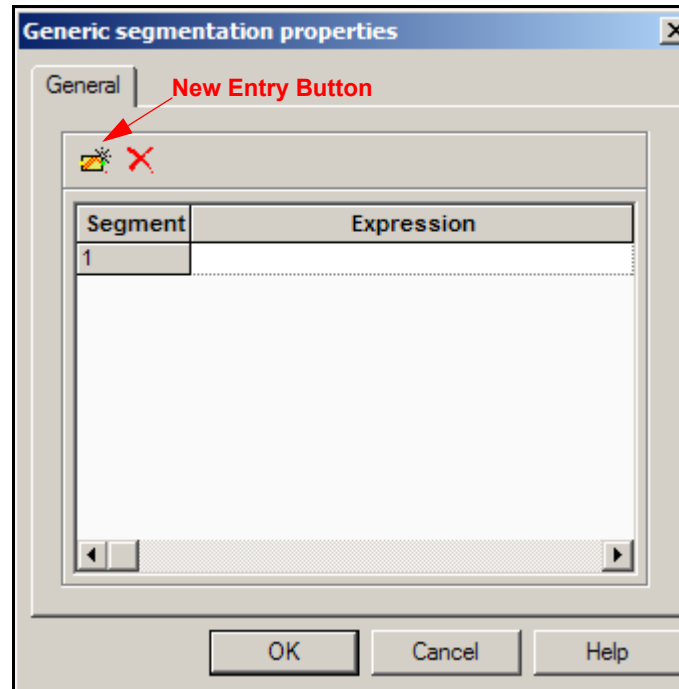 Generic segmentation properties
General
New Entry Button
Segment Expression
1
OK Cancel Help